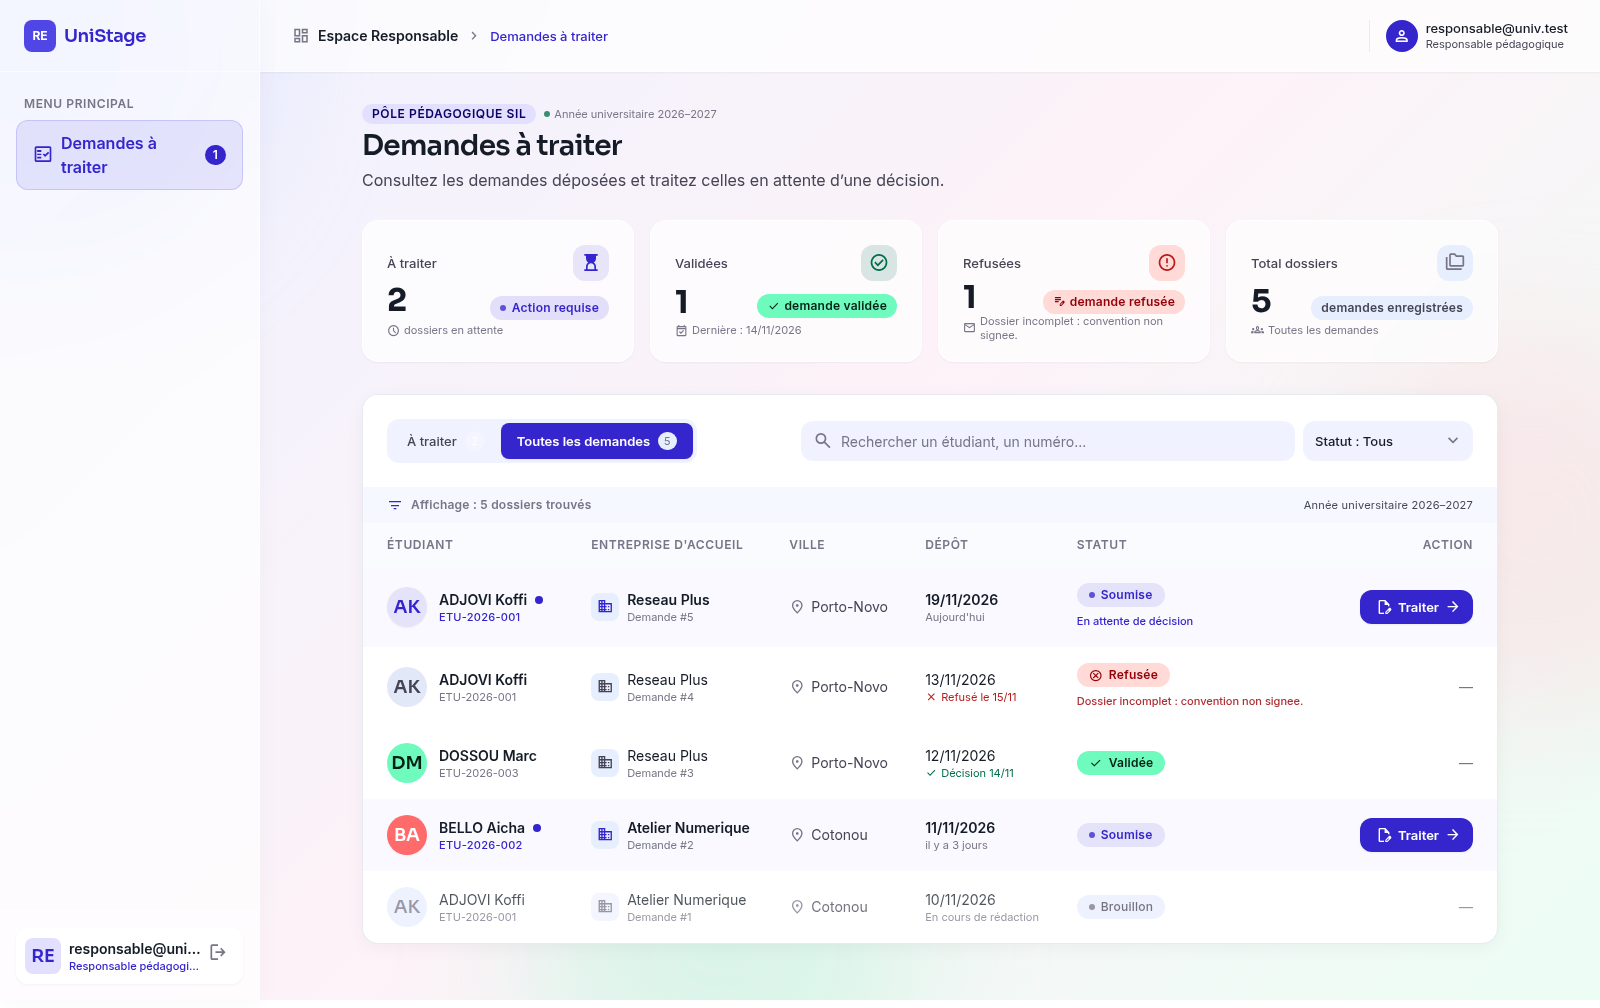 RE UniStage
MENU PRINCIPAL
Demandes à
traiter
1
Espace Responsable
Demandes à traiter
responsable@univ.test
Responsable pédagogique
PÔLE PÉDAGOGIQUE SIL
Année universitaire 2026–2027
Demandes à traiter
Consultez les demandes déposées et traitez celles en attente d’une décision.
À traiter
2
Action requise
dossiers en attente
Validées
1
demande validée
Dernière : 14/11/2026
Refusées
1
demande refusée
Dossier incomplet : convention non
signee.
Total dossiers
5
demandes enregistrées
Toutes les demandes
À traiter
Toutes les demandes 5
Rechercher un étudiant, un numéro...
Statut : Tous
Affichage : 5 dossiers trouvés
Année universitaire 2026–2027
ÉTUDIANT ENTREPRISE D'ACCUEIL VILLE DÉPÔT STATUT ACTION
AK ADJOVI Koffi
ETU-2026-001
Reseau Plus
Demande #5
Porto-Novo
19/11/2026
Aujourd'hui
Soumise
En attente de décision
Traiter
AK ADJOVI Koffi
ETU-2026-001
Reseau Plus
Demande #4
Porto-Novo
13/11/2026
Refusé le 15/11
Refusée
Dossier incomplet : convention non signee.
—
DM DOSSOU Marc
ETU-2026-003
Reseau Plus
Demande #3
Porto-Novo
12/11/2026
Décision 14/11
Validée
—
BA BELLO Aicha
ETU-2026-002
Atelier Numerique
Demande #2
Cotonou
11/11/2026
il y a 3 jours
Soumise
Traiter
AK ADJOVI Koffi
ETU-2026-001
Atelier Numerique
Demande #1
Cotonou
10/11/2026
En cours de rédaction
Brouillon
—
RE responsable@uni...
Responsable pédagogi...